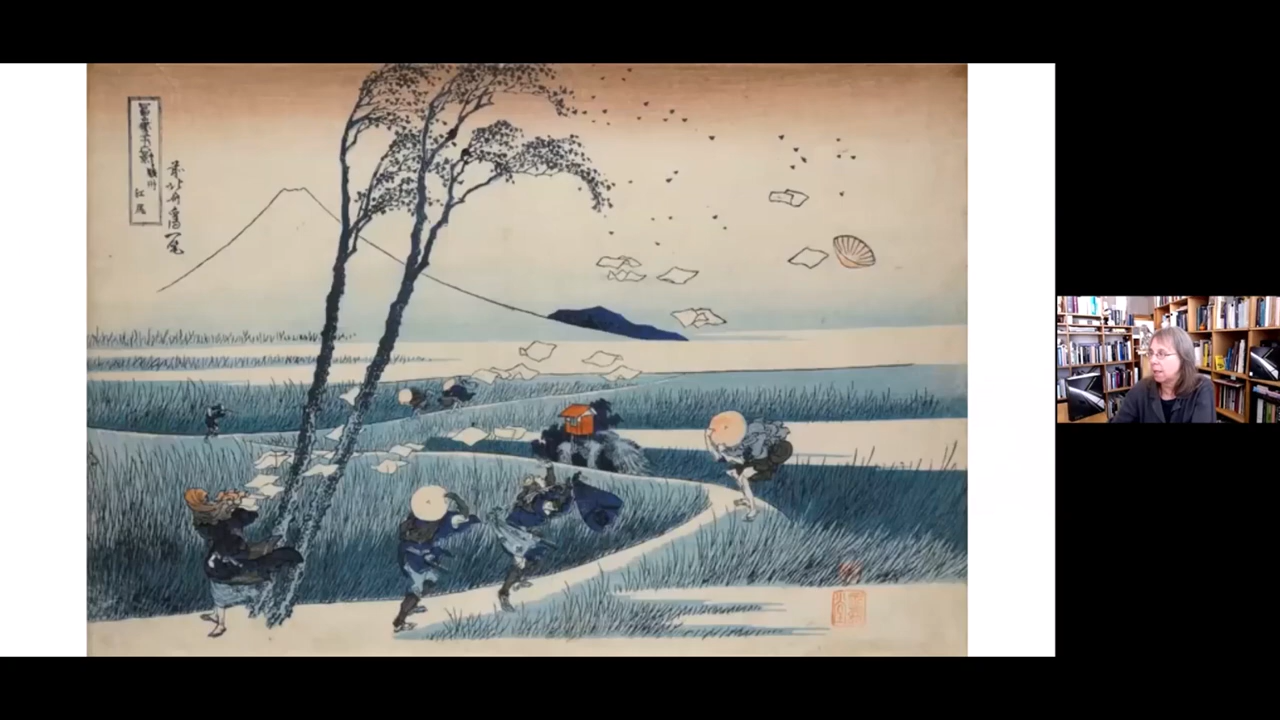 冨嶽三十六景
駿州
江尻
前北斎為一筆